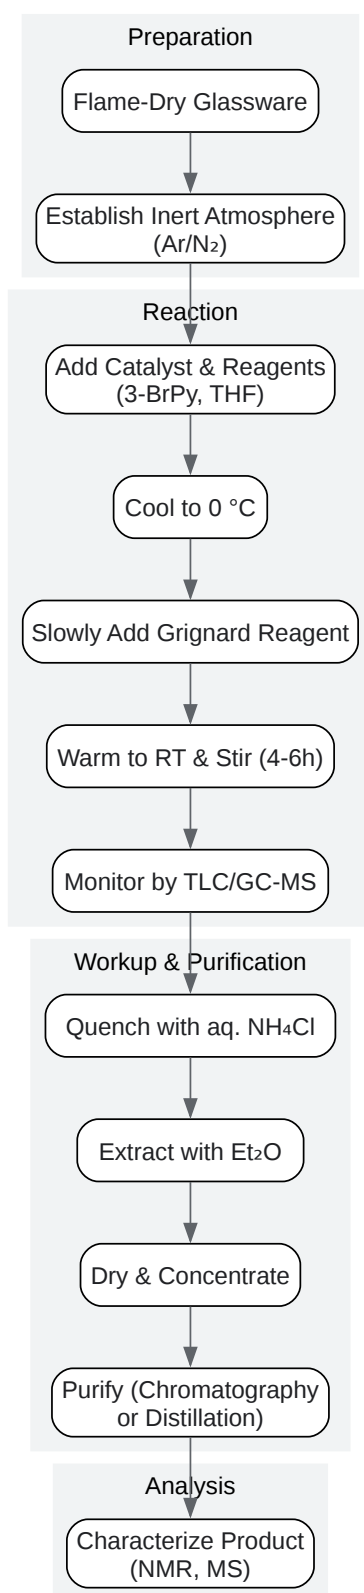 Preparation
Flame-Dry Glassware
Establish Inert Atmosphere
(Ar/N₂)
Reaction
Add Catalyst & Reagents
(3-BrPy, THF)
Cool to 0 °C
Slowly Add Grignard Reagent
Warm to RT & Stir (4-6h)
Monitor by TLC/GC-MS
Workup & Purification
Quench with aq. NH₄Cl
Extract with Et₂O
Dry & Concentrate
Purify (Chromatography
or Distillation)
Analysis
Characterize Product
(NMR, MS)